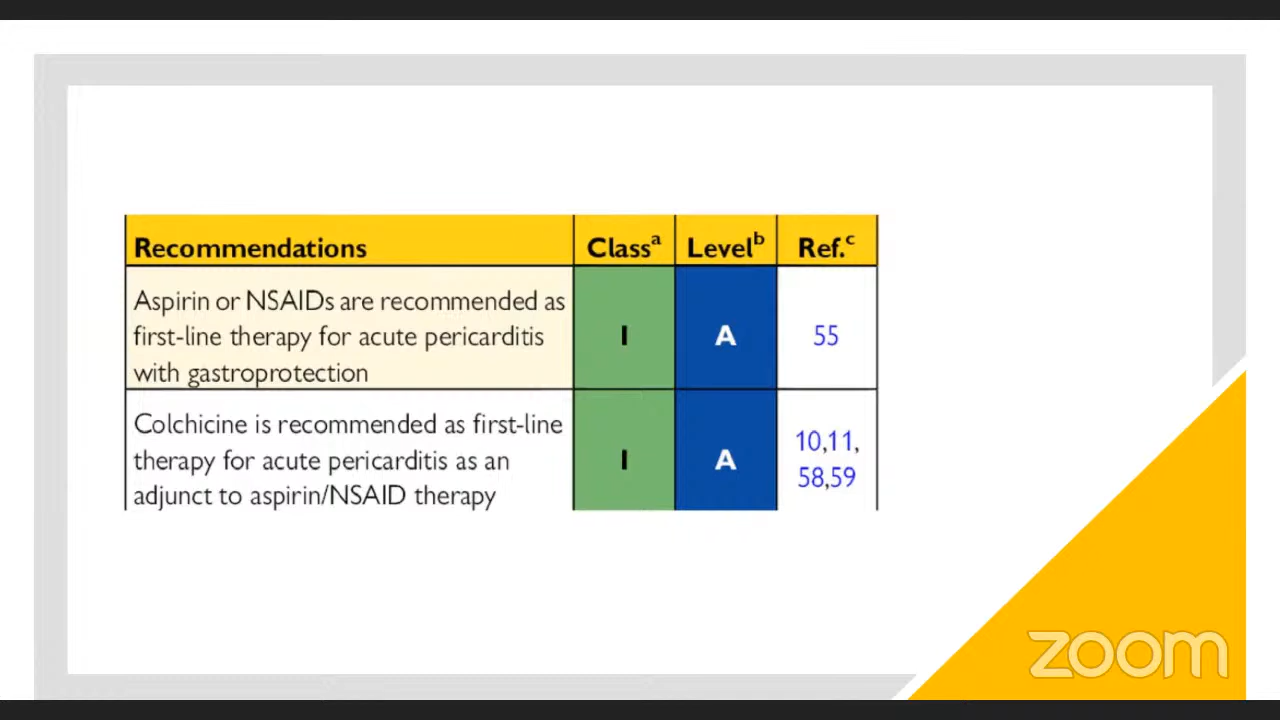 Recommendations Classᵃ Levelᵇ Ref.ᶜ
Aspirin or NSAIDs are recommended as
first-line therapy for acute pericarditis
with gastroprotection
I A 55
Colchicine is recommended as first-line
therapy for acute pericarditis as an
adjunct to aspirin/NSAID therapy
I A 10,11,
58,59
zoom